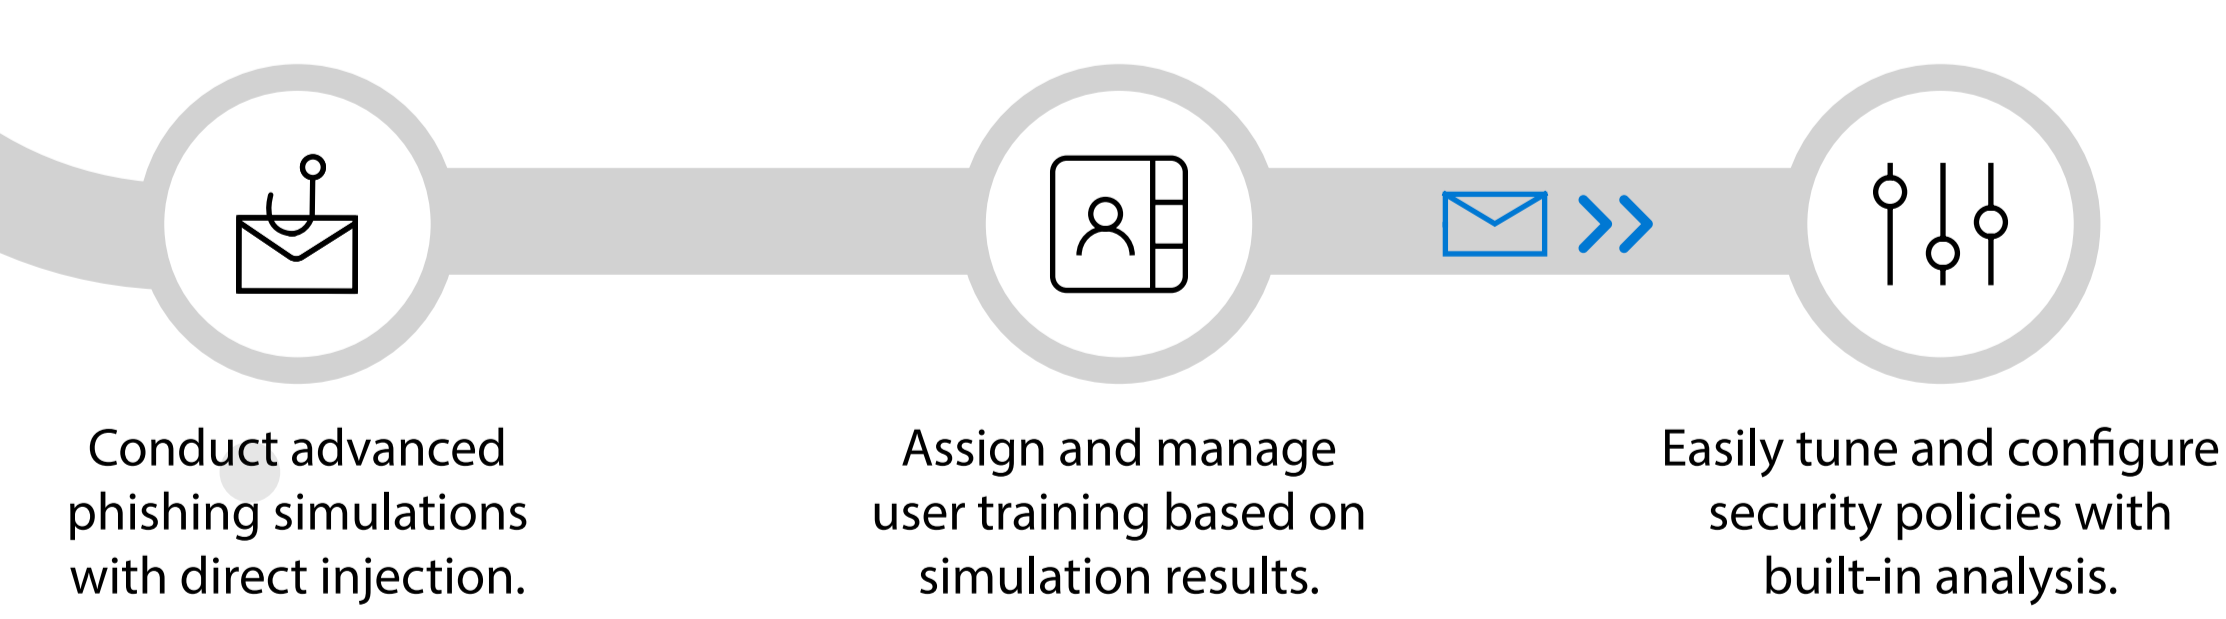 Conduct advanced
phishing simulations
with direct injection.
Assign and manage
user training based on
simulation results.
Easily tune and configure
security policies with
built-in analysis.